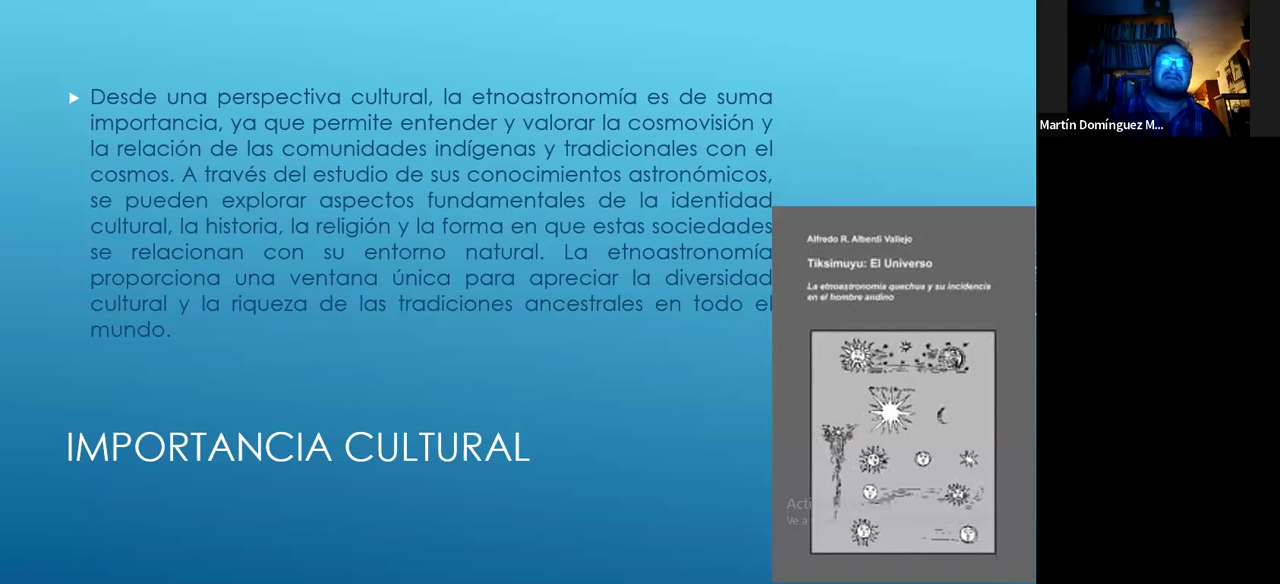 Desde una perspectiva cultural, la etnoastronomía es de suma
importancia, ya que permite entender y valorar la cosmovisión y
la relación de las comunidades indígenas y tradicionales con el
cosmos. A través del estudio de sus conocimientos astronómicos,
se pueden explorar aspectos fundamentales de la identidad
cultural, la historia, la religión y la forma en que estas sociedades
se relacionan con su entorno natural. La etnoastronomía
proporciona una ventana única para apreciar la diversidad
cultural y la riqueza de las tradiciones ancestrales en todo el
mundo.
IMPORTANCIA CULTURAL
Alfredo R. Alberdi Vallejo
Tiksimuyu: El Universo
La etnoastronomía quechua y su incidencia
en el hombre andino
Acti
Ve a
Martín Domínguez M...